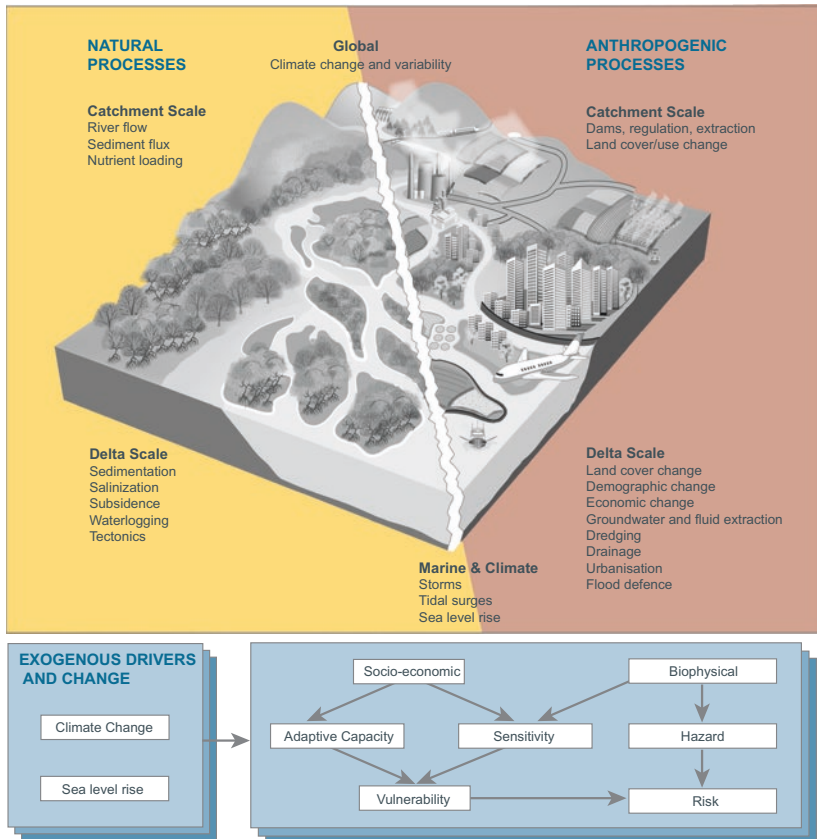 NATURAL
PROCESSES
Global
Climate change and variability
ANTHROPOGENIC
PROCESSES
Catchment Scale
River flow
Sediment flux
Nutrient loading
Catchment Scale
Dams, regulation, extraction
Land cover/use change
Delta Scale
Sedimentation
Salinization
Subsidence
Waterlogging
Tectonics
Marine & Climate
Storms
Tidal surges
Sea level rise
Delta Scale
Land cover change
Demographic change
Economic change
Groundwater and fluid extraction
Dredging
Drainage
Urbanisation
Flood defence
EXOGENOUS DRIVERS
AND CHANGE
Climate Change
Sea level rise
Socio-economic
Biophysical
Adaptive Capacity
Sensitivity
Hazard
Vulnerability
Risk